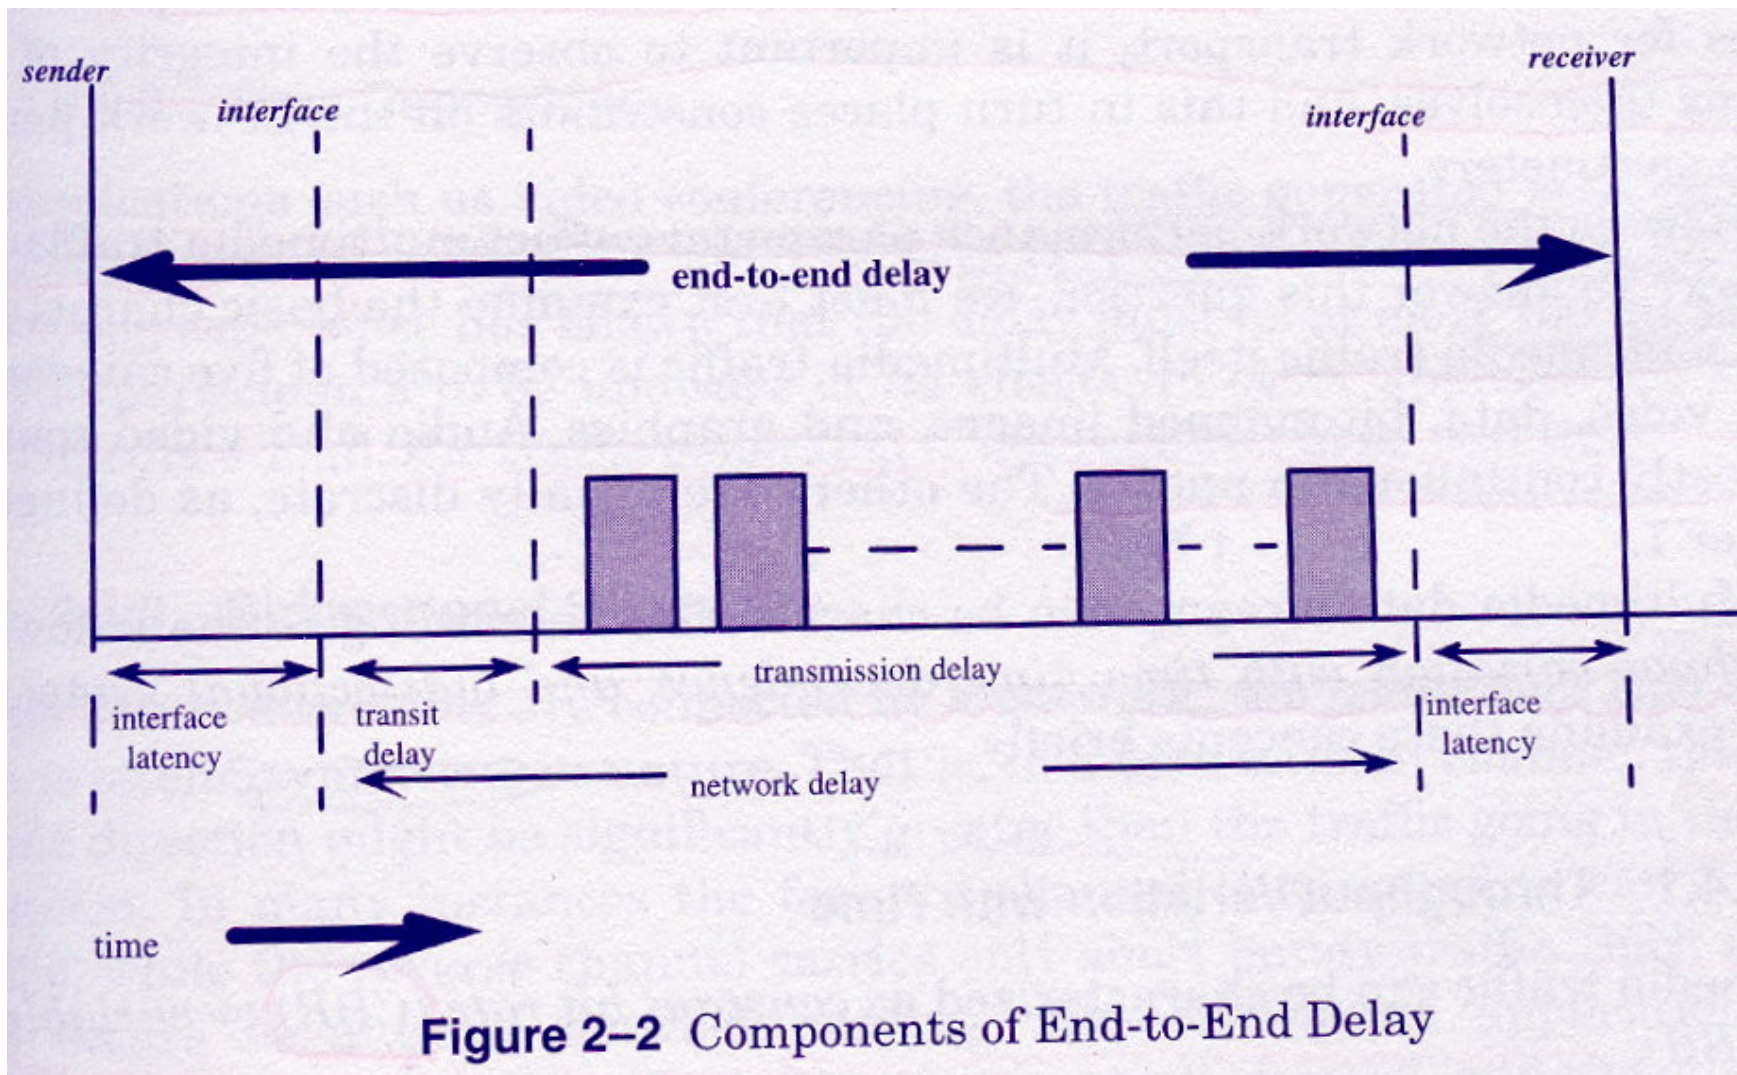 sender
receiver
interface
interface
end-to-end delay
transmission delay
interface
latency
transit
delay
interface
latency
network delay
time
Figure 2–2 Components of End-to-End Delay